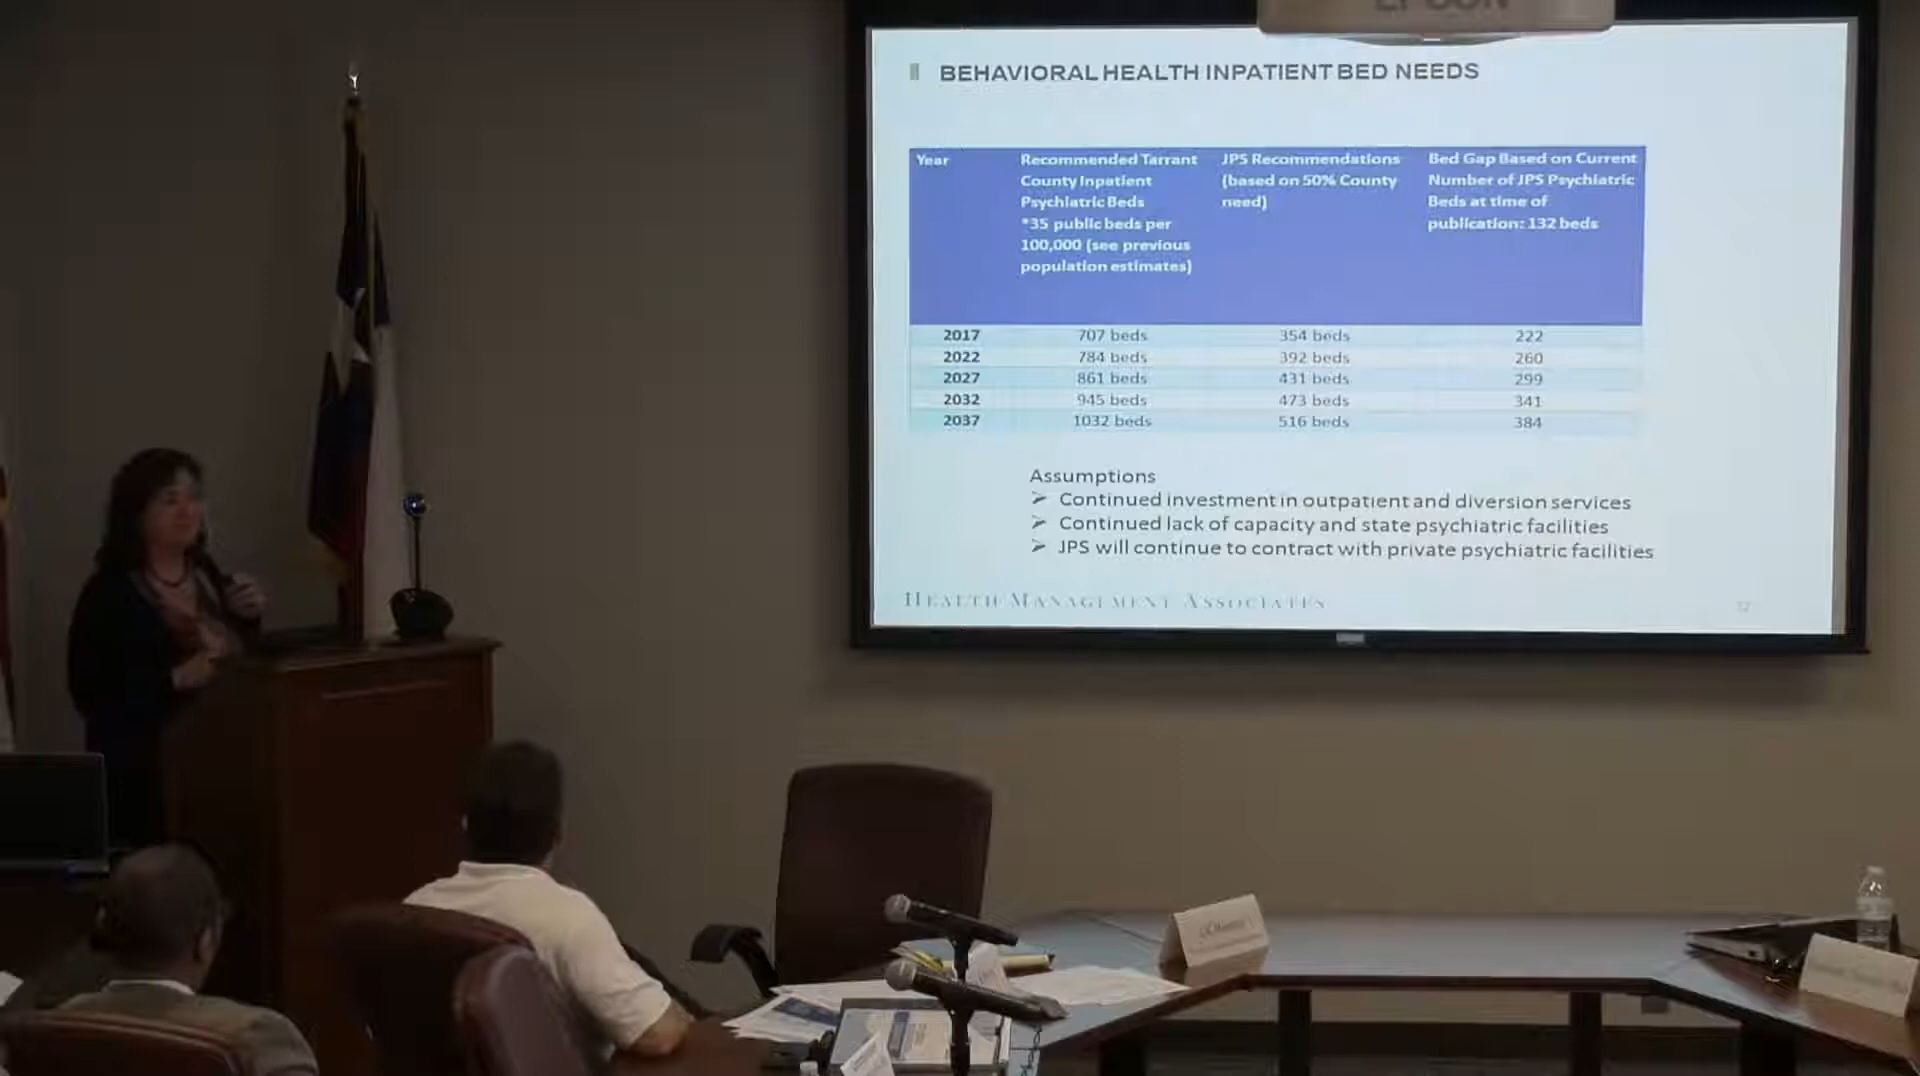 EPSON
BEHAVIORAL HEALTH INPATIENT BED NEEDS
Year
Recommended Tarrant
County Inpatient
Psychiatric Beds
*35 public beds per
100,000 (see previous
population estimates)
JPS Recommendations
(based on 50% County
need)
Bed Gap Based on Current
Number of JPS Psychiatric
Beds at time of
publication: 132 beds
2017 707 beds 354 beds 222
2022 784 beds 392 beds 260
2027 861 beds 431 beds 299
2032 945 beds 473 beds 341
2037 1032 beds 516 beds 384
Assumptions
➢ Continued investment in outpatient and diversion services
➢ Continued lack of capacity and state psychiatric facilities
➢ JPS will continue to contract with private psychiatric facilities
HEALTH MANAGEMENT ASSOCIATES